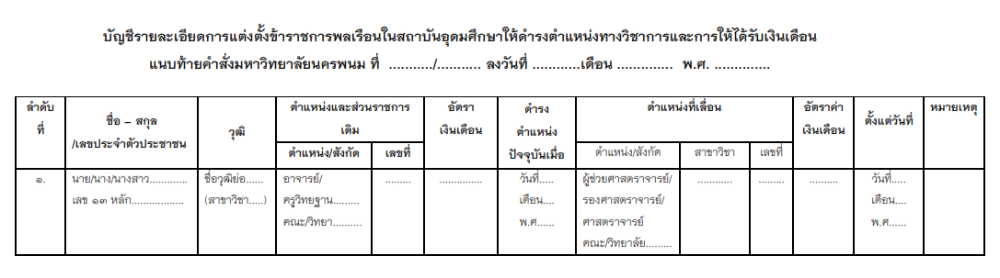 บัญชีรายละเอียดการแต่งตั้งข้าราชการพลเรือนในสถาบันอุดมศึกษาให้ดำรงตำแหน่งทางวิชาการและการให้ได้รับเงินเดือน
แนบท้ายคำสั่งมหาวิทยาลัยนครพนม ที่ .........../........... ลงวันที่ ............เดือน .............. พ.ศ. ..............
ลำดับ
ที่
ชื่อ – สกุล
/เลขประจำตัวประชาชน
วุฒิ
ตำแหน่งและส่วนราชการ
เดิม
ตำแหน่ง/สังกัด
เลขที่
อัตรา
เงินเดือน
ดำรง
ตำแหน่ง
ปัจจุบันเมื่อ
ตำแหน่งที่เลื่อน
ตำแหน่ง/สังกัด
สาขาวิชา
เลขที่
อัตราค่า
เงินเดือน
ตั้งแต่วันที่
หมายเหตุ
๑.
นาย/นาง/นางสาว.............
เลข ๑๓ หลัก..................
ชื่อวุฒิย่อ......
(สาขาวิชา.....)
อาจารย์/
ครูวิทยฐาน.........
คณะ/วิทยา..........
.........
...............
วันที่.....
เดือน....
พ.ศ......
ผู้ช่วยศาสตราจารย์/
รองศาสตราจารย์/
ศาสตราจารย์
คณะ/วิทยาลัย.........
............
.........
..........
วันที่.....
เดือน....
พ.ศ......